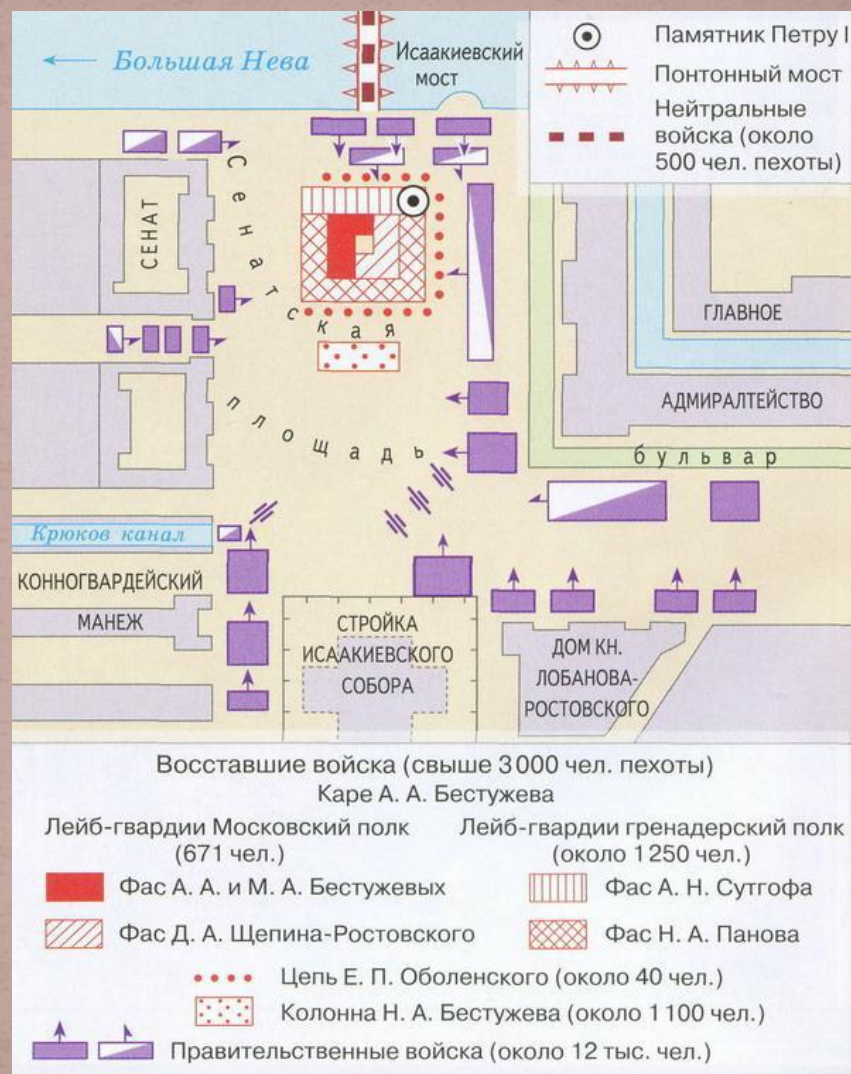 Большая Нева
Исаакиевский
мост
Памятник Петру I
Понтонный мост
Нейтральные
войска (около
500 чел. пехоты)
СЕНАТ
Сенатская
площадь
ГЛАВНОЕ
АДМИРАЛТЕЙСТВО
бульвар
Крюков канал
КОННОГВАРДЕЙСКИЙ
МАНЕЖ
СТРОЙКА
ИСААКИЕВСКОГО
СОБОРА
ДОМ КН.
ЛОБАНОВА-
РОСТОВСКОГО
Восставшие войска (свыше 3000 чел. пехоты)
Каре А. А. Бестужева
Лейб-гвардии Московский полк
(671 чел.)
Фас А. А. и М. А. Бестужевых
Фас Д. А. Щепина-Ростовского
Лейб-гвардии гренадерский полк
(около 1250 чел.)
Фас А. Н. Сутгофа
Фас Н. А. Панова
Цепь Е. П. Оболенского (около 40 чел.)
Колонна Н. А. Бестужева (около 1100 чел.)
Правительственные войска (около 12 тыс. чел.)